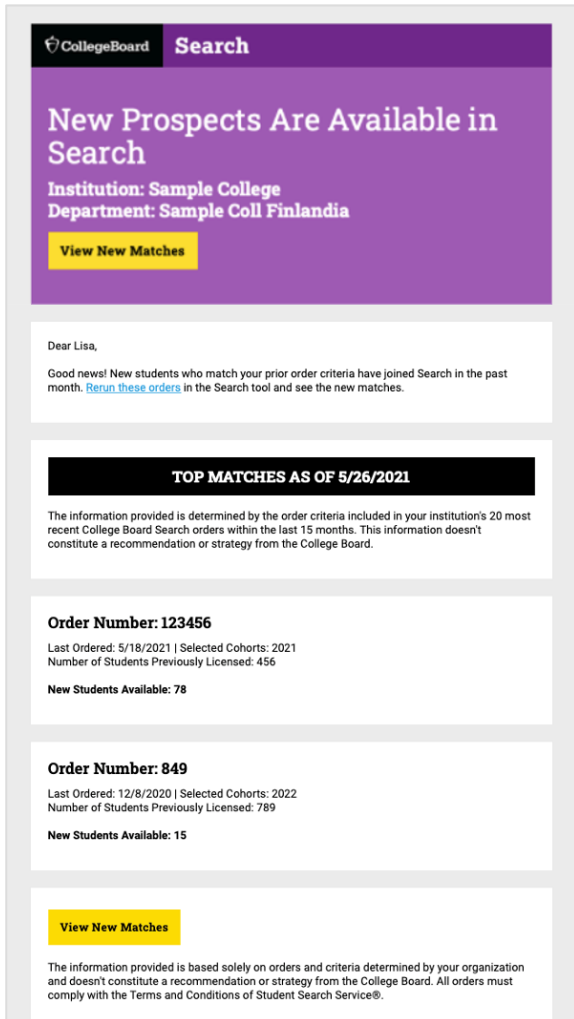 CollegeBoard Search
New Prospects Are Available in
Search
Institution: Sample College
Department: Sample Coll Finlandia
View New Matches
Dear Lisa,
Good news! New students who match your prior order criteria have joined Search in the past
month. Rerun these orders in the Search tool and see the new matches.
TOP MATCHES AS OF 5/26/2021
The information provided is determined by the order criteria included in your institution's 20 most
recent College Board Search orders within the last 15 months. This information doesn't
constitute a recommendation or strategy from the College Board.
Order Number: 123456
Last Ordered: 5/18/2021 | Selected Cohorts: 2021
Number of Students Previously Licensed: 456
New Students Available: 78
Order Number: 849
Last Ordered: 12/8/2020 | Selected Cohorts: 2022
Number of Students Previously Licensed: 789
New Students Available: 15
View New Matches
The information provided is based solely on orders and criteria determined by your organization
and doesn't constitute a recommendation or strategy from the College Board. All orders must
comply with the Terms and Conditions of Student Search Service®.